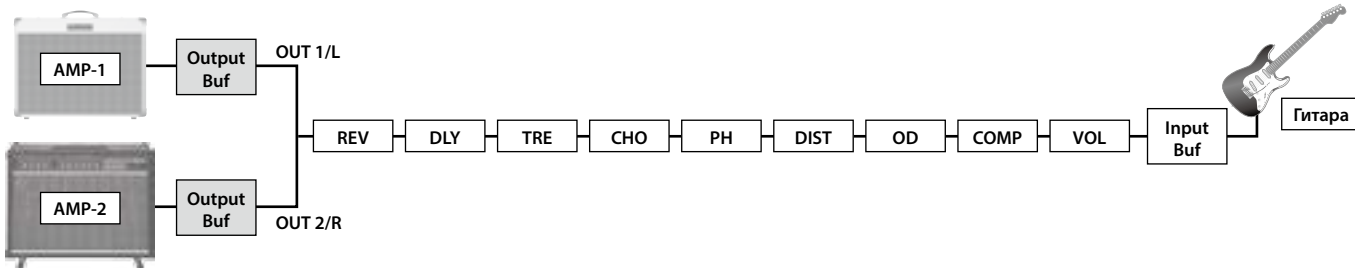 OUT 1/L
AMP-1
Output
Buf
REV
DLY
TRE
CHO
PH
DIST
OD
COMP
VOL
Input
Buf
Гитара
AMP-2
Output
Buf
OUT 2/R